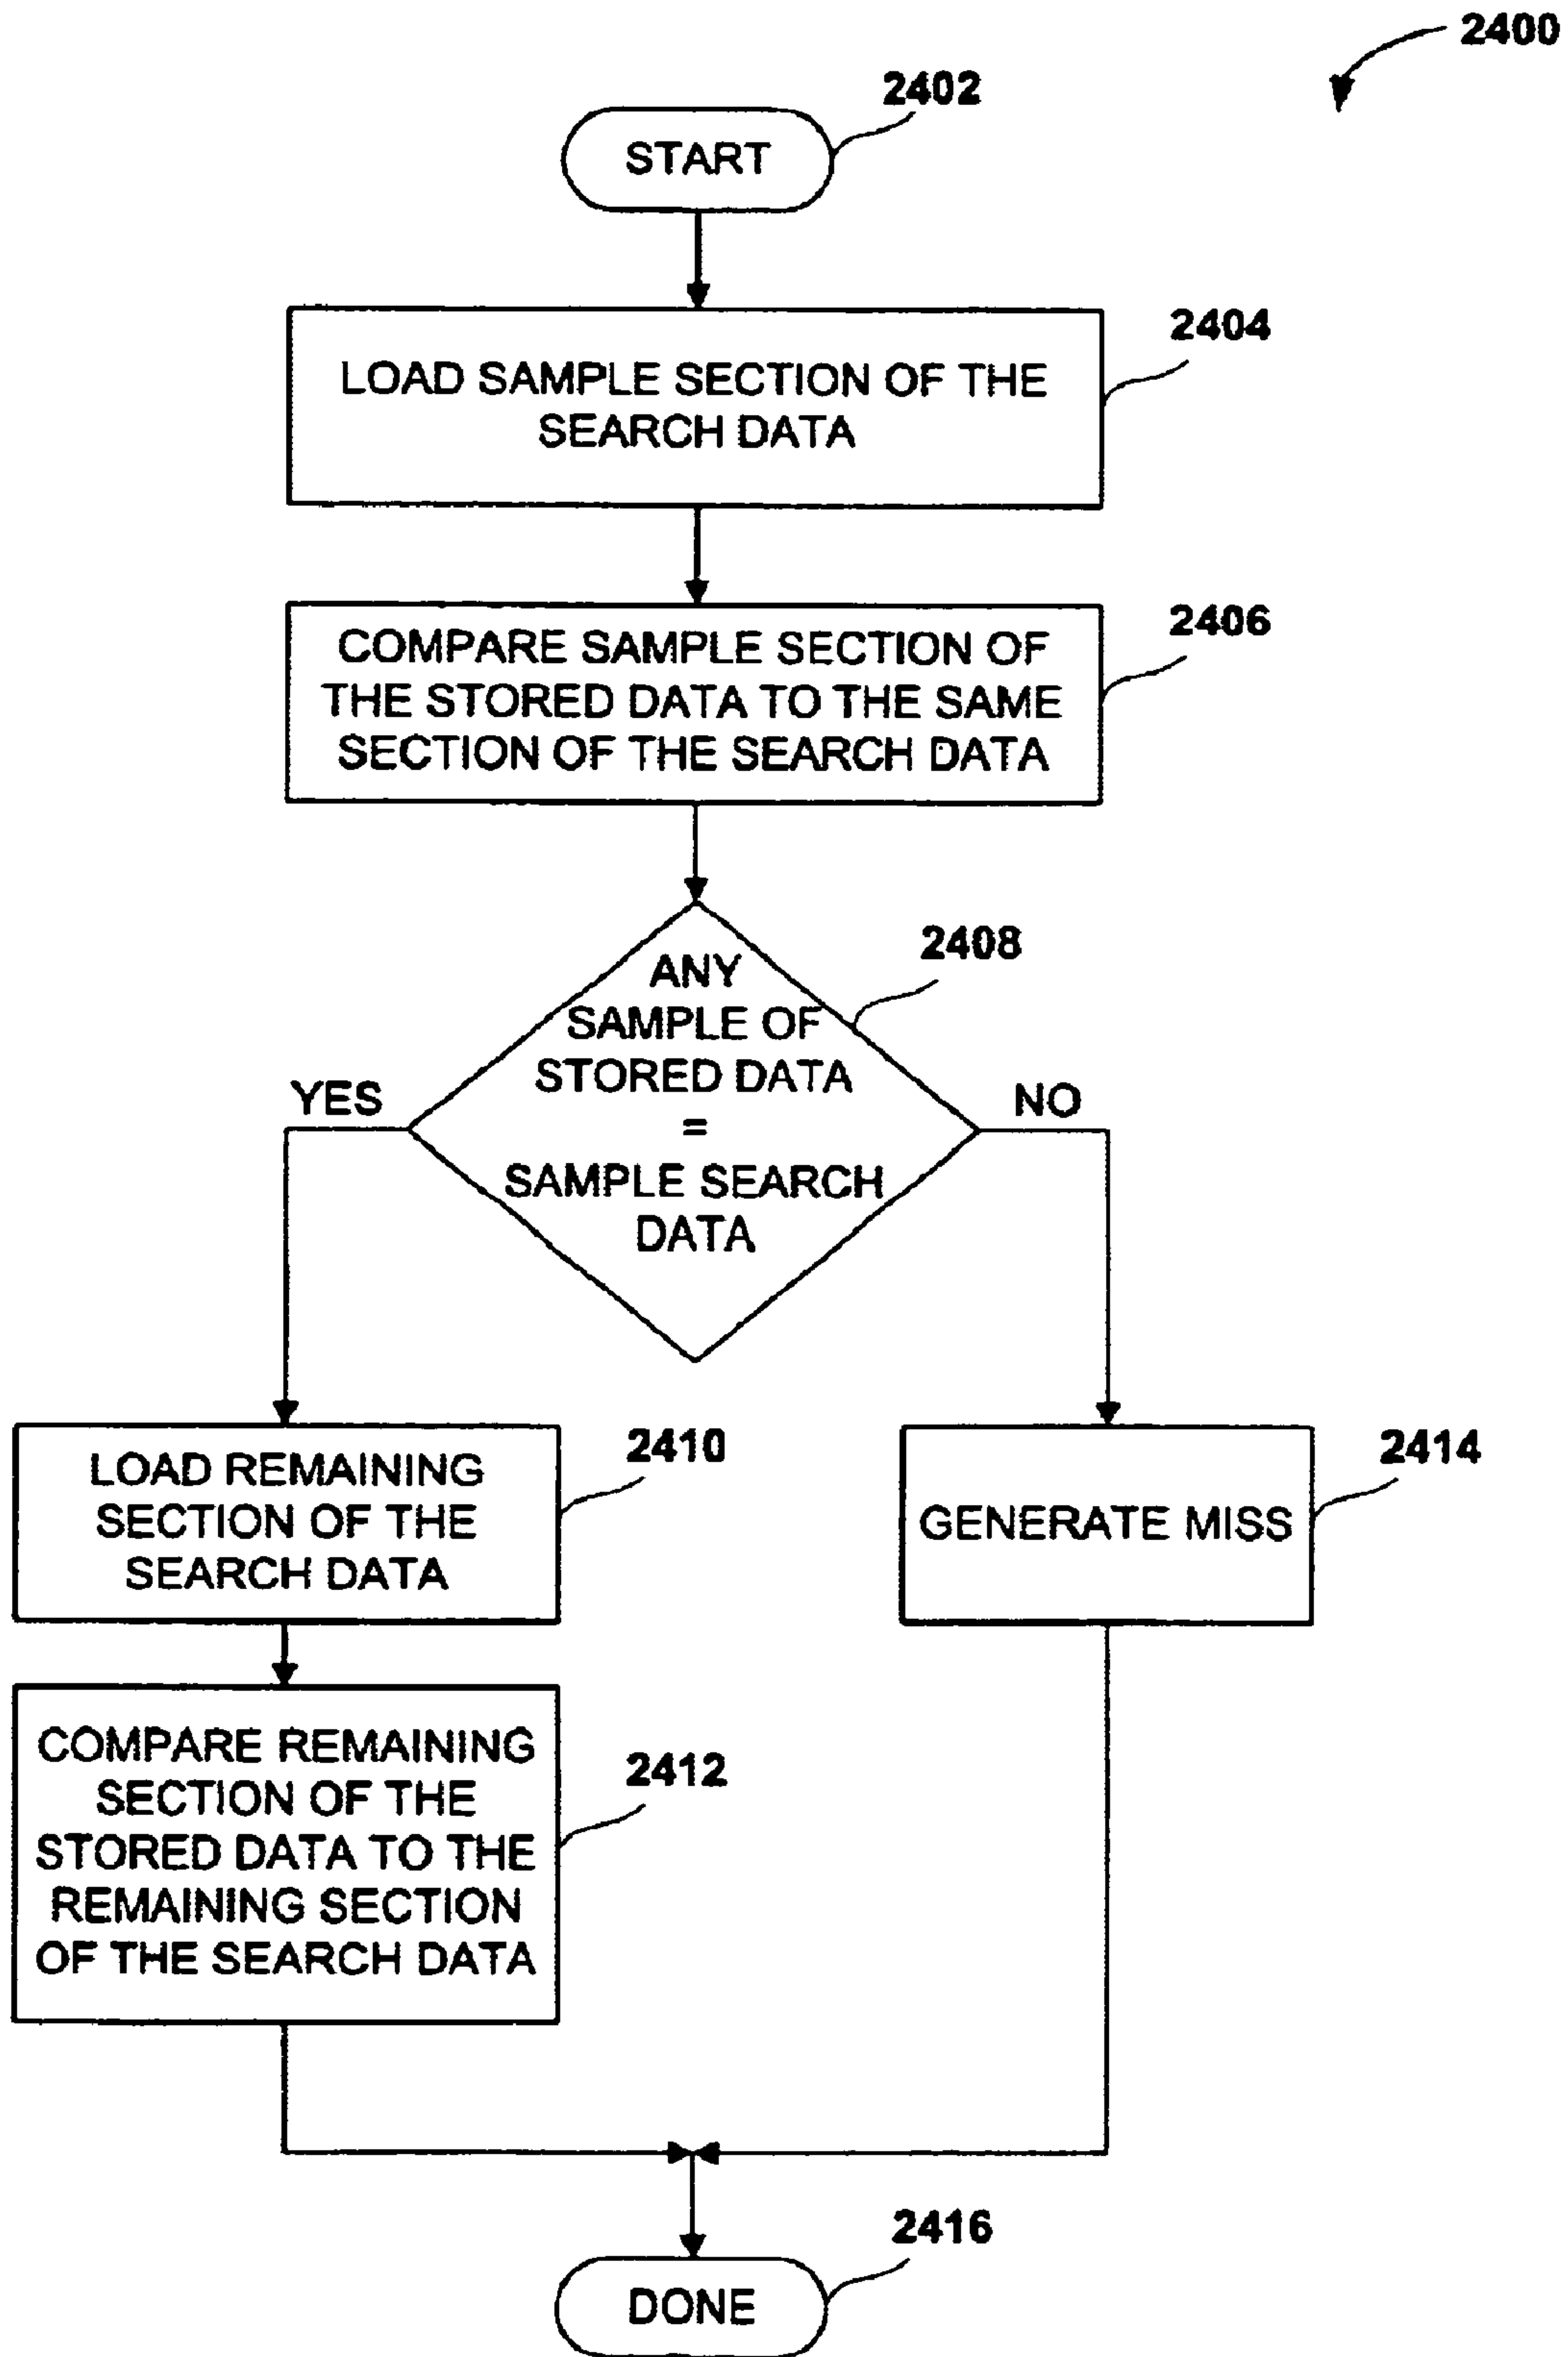 2400
2402
START
2404
LOAD SAMPLE SECTION OF THE
SEARCH DATA
2406
COMPARE SAMPLE SECTION OF
THE STORED DATA TO THE SAME
SECTION OF THE SEARCH DATA
2408
ANY
SAMPLE OF
STORED DATA
=
SAMPLE SEARCH
DATA
YES
NO
2410
LOAD REMAINING
SECTION OF THE
SEARCH DATA
2414
GENERATE MISS
2412
COMPARE REMAINING
SECTION OF THE
STORED DATA TO THE
REMAINING SECTION
OF THE SEARCH DATA
2416
DONE